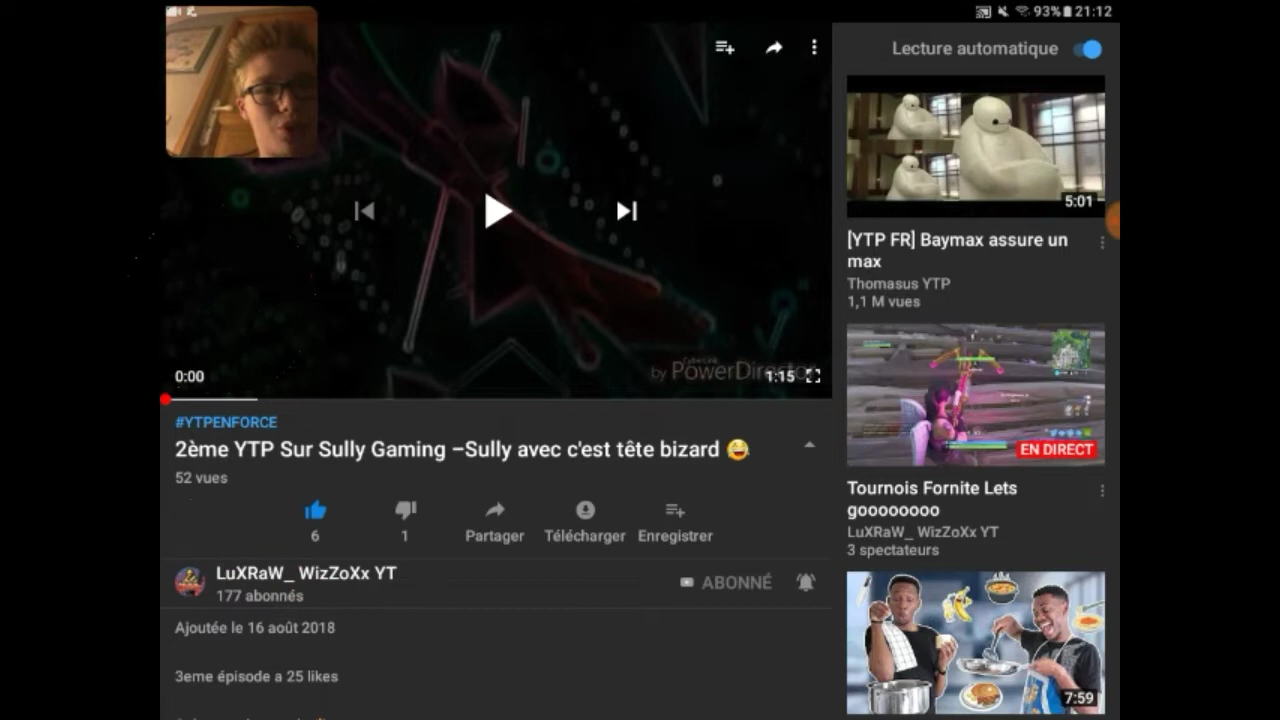 93% 21:12
Lecture automatique
5:01
[YTP FR] Baymax assure un
max
Thomasus YTP
1,1 M vues
by CyberLink PowerDirector
0:00
1:15
#YTPENFORCE
2ème YTP Sur Sully Gaming –Sully avec c'est tête bizard 😂
52 vues
6
1
Partager
Télécharger
Enregistrer
LuXRaW_ WizZoXx YT
177 abonnés
ABONNÉ
Ajoutée le 16 août 2018
3eme épisode a 25 likes
EN DIRECT
Tournois Fornite Lets
gooooooooo
LuXRaW_ WizZoXx YT
3 spectateurs
7:59